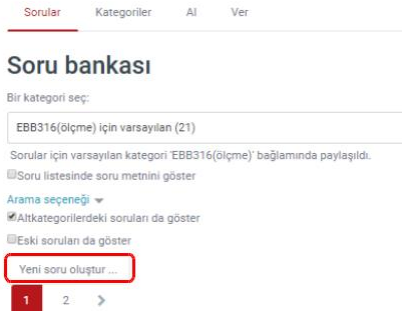 Sorular Kategoriler Al Ver
Soru bankası
Bir kategori seç:
EBB316(ölçme) için varsayılan (21)
Sorular için varsayılan kategori 'EBB316(ölçme)' bağlamında paylaşıldı.
Soru listesinde soru metnini göster
Arama seçeneği
Altkategorilerdeki soruları da göster
Eski soruları da göster
Yeni soru oluştur ...
1 2